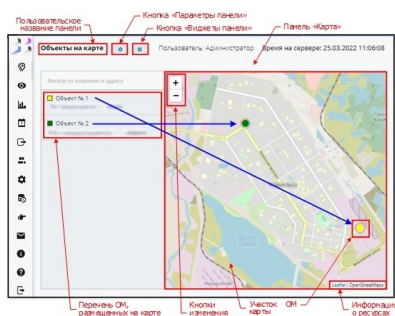 Пользовательское
название панели
Кнопка «Параметры панели»
Кнопка «Виджеты панели»
Панель «Карта»
Объекты на карте
Пользователь: Администратор
Время на сервере: 25.03.2022 11:06:08
Фильтр по названию и адресу
Объект № 1
Объект № 2
+
−
Leaflet | OpenStreetMaps
Перечень ОМ,
размещенных на карте
Кнопки
изменения
Участок
карты
ОМ
Информация
о ресурсах